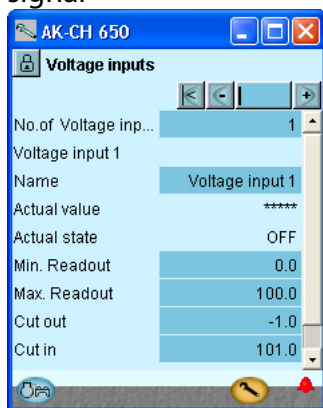 signal
AK-CH 650
Voltage inputs
No.of Voltage inp... 1
Voltage input 1
Name Voltage input 1
Actual value *****
Actual state OFF
Min. Readout 0.0
Max. Readout 100.0
Cut out -1.0
Cut in 101.0